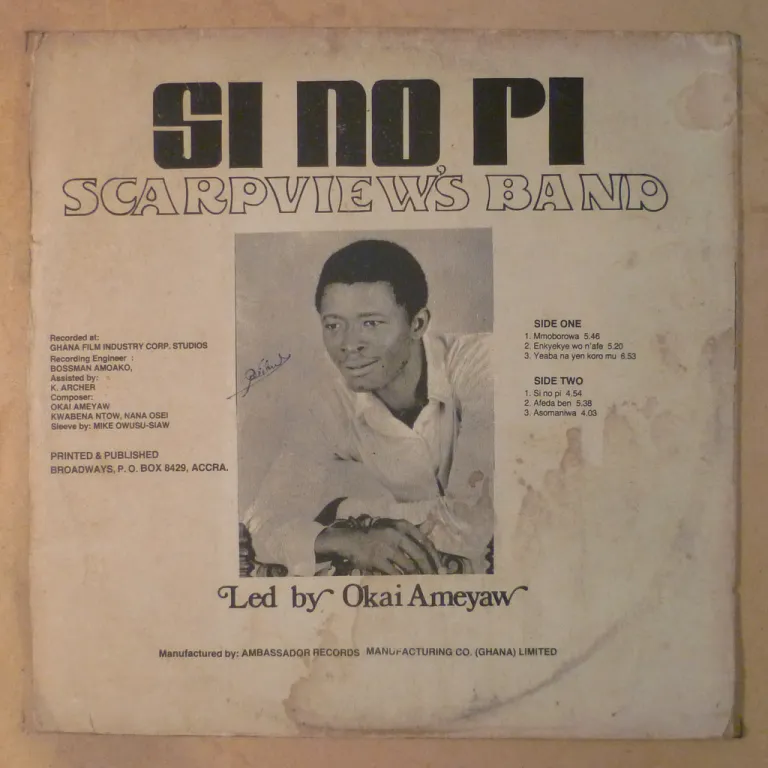 SI NO PI
SCARPVIEW'S BAND
Recorded at:
GHANA FILM INDUSTRY CORP. STUDIOS
Recording Engineer :
BOSSMAN AMOAKO,
Assisted by:
K. ARCHER
Composer:
OKAI AMEYAW
KWABENA NTOW, NANA OSEI
Sleeve by: MIKE OWUSU-SIAW
PRINTED & PUBLISHED
BROADWAYS, P. O. BOX 8429, ACCRA.
SIDE ONE
1. Mmoborowa 5.46
2. Enkyekye wo n'afe 5.20
3. Yeaba na yen koro mu 6.53
SIDE TWO
1. Si no pi 4.54
2. Afeda ben 5.38
3. Asomaniwa 4.03
Led by Okai Ameyaw
Manufactured by: AMBASSADOR RECORDS MANUFACTURING CO. (GHANA) LIMITED